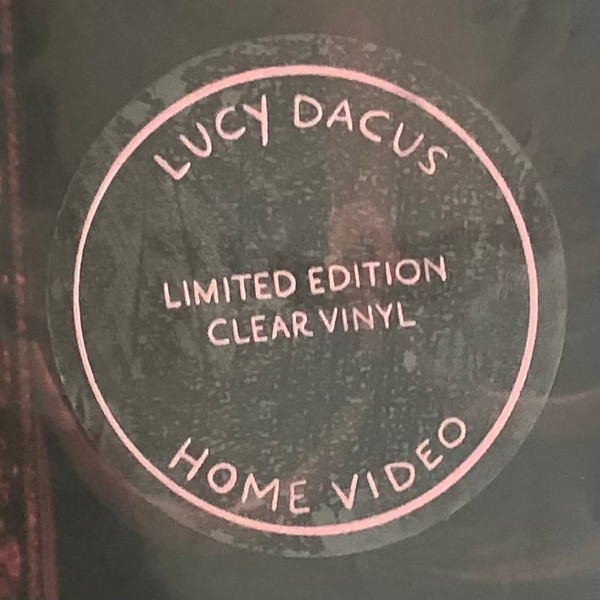 LUCY DACUS
LIMITED EDITION
CLEAR VINYL
HOME VIDEO